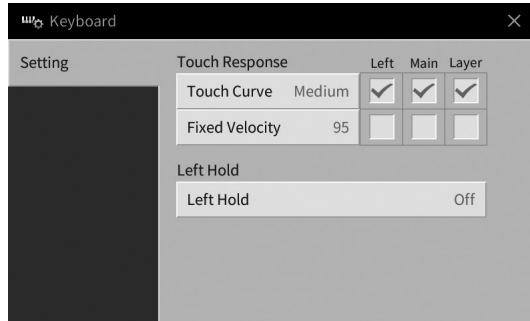 Keyboard
Setting
Touch Response Left Main Layer
Touch Curve Medium
Fixed Velocity 95
Left Hold
Left Hold Off